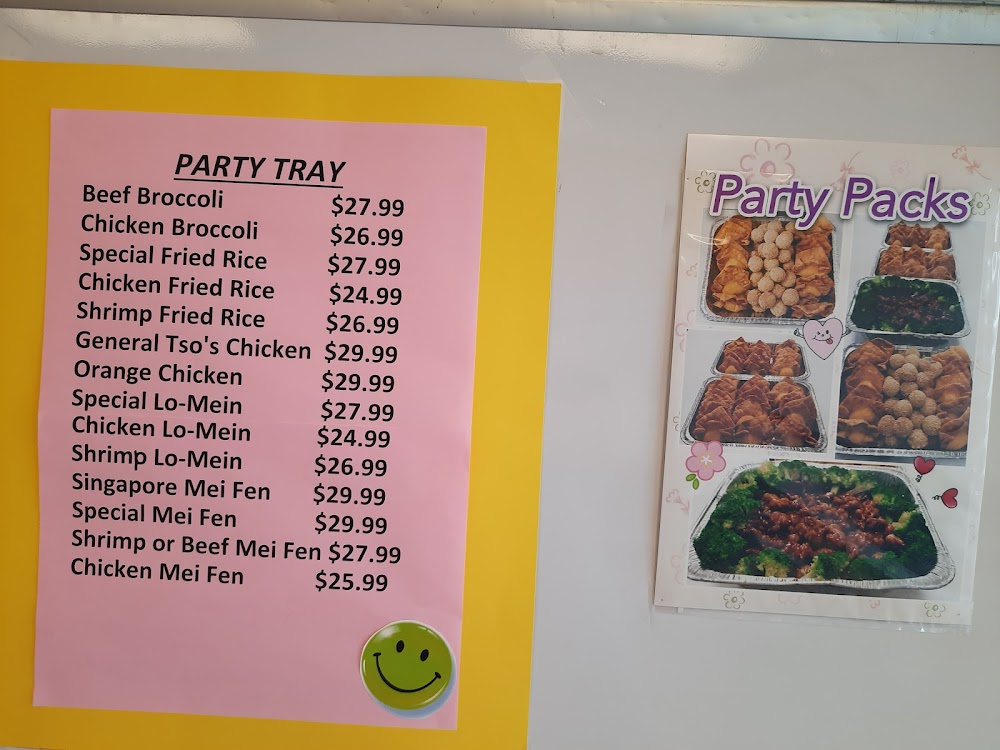 PARTY TRAY
Beef Broccoli $27.99
Chicken Broccoli $26.99
Special Fried Rice $27.99
Chicken Fried Rice $24.99
Shrimp Fried Rice $26.99
General Tso's Chicken $29.99
Orange Chicken $29.99
Special Lo-Mein $27.99
Chicken Lo-Mein $24.99
Shrimp Lo-Mein $26.99
Singapore Mei Fen $29.99
Special Mei Fen $29.99
Shrimp or Beef Mei Fen $27.99
Chicken Mei Fen $25.99
Party Packs